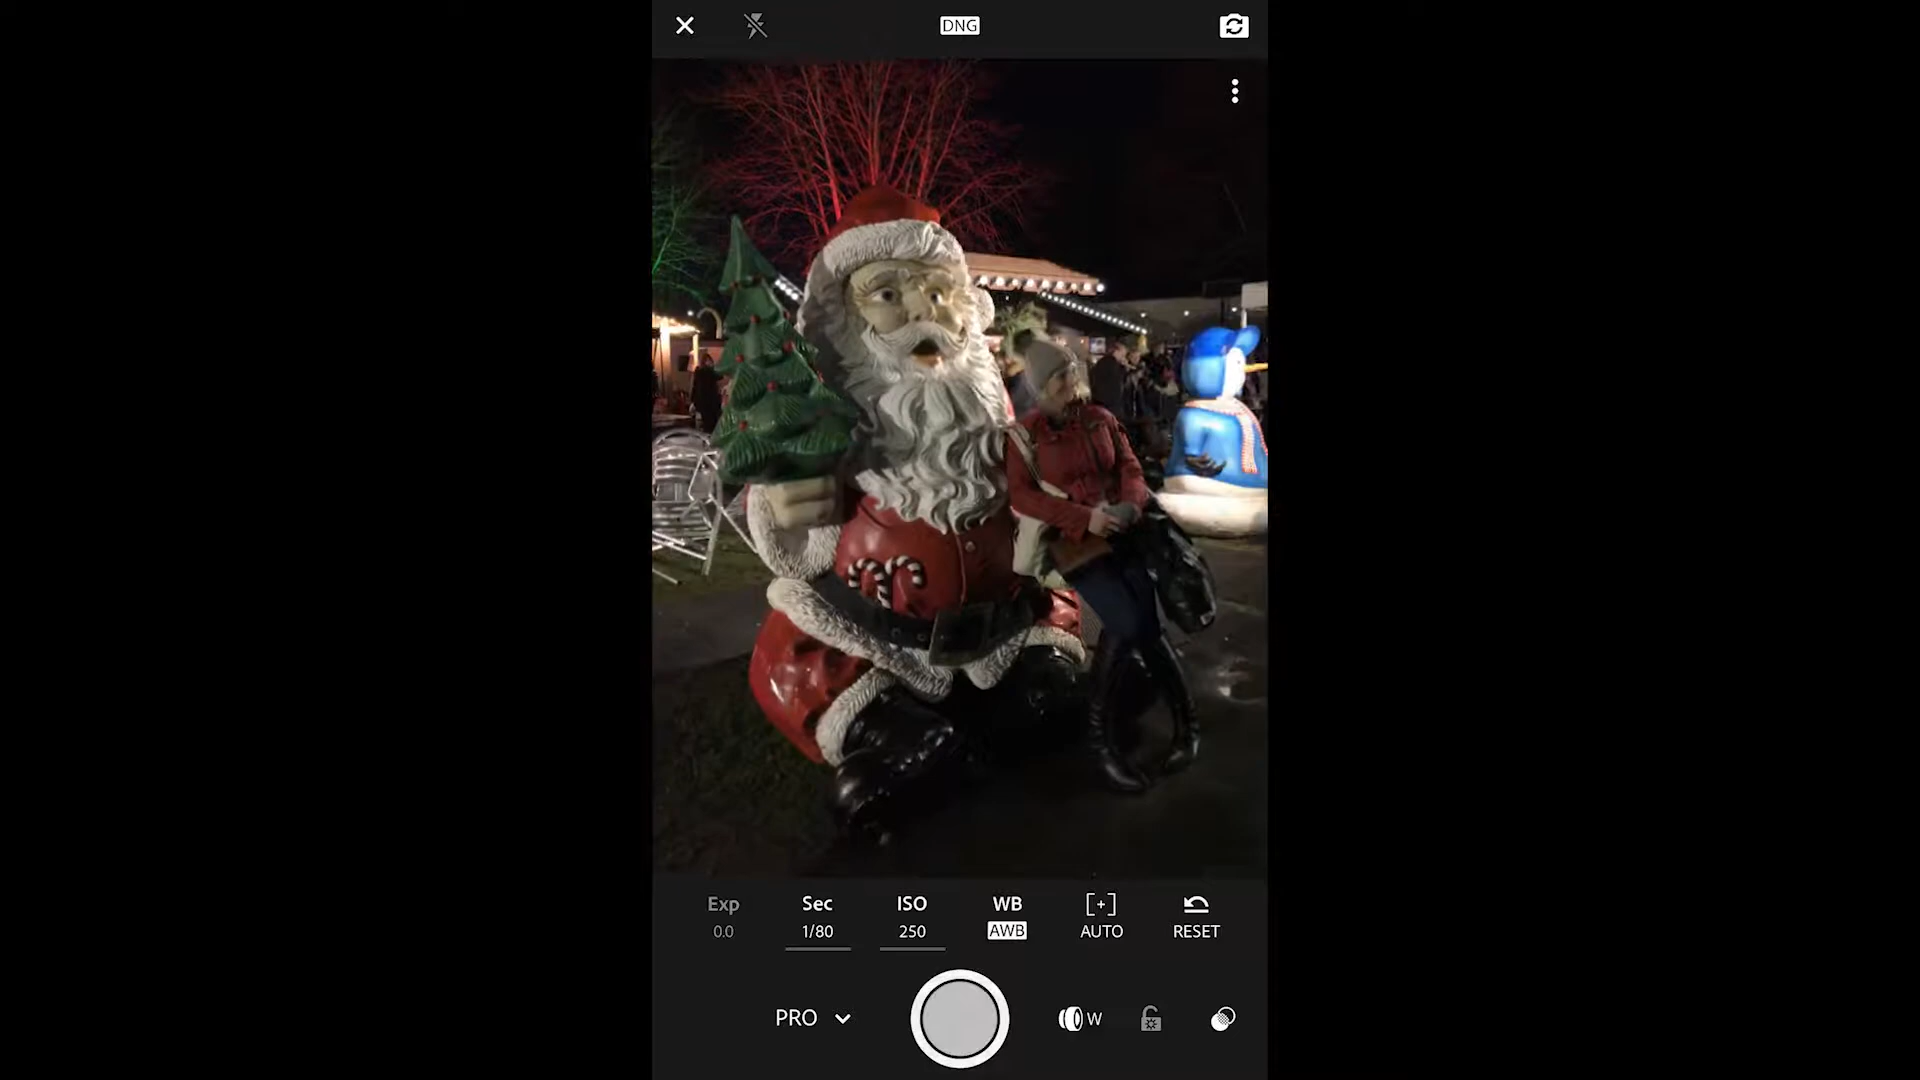 DNG
Exp Sec ISO WB [+]
0.0 1/80 250 AWB AUTO RESET
PRO W